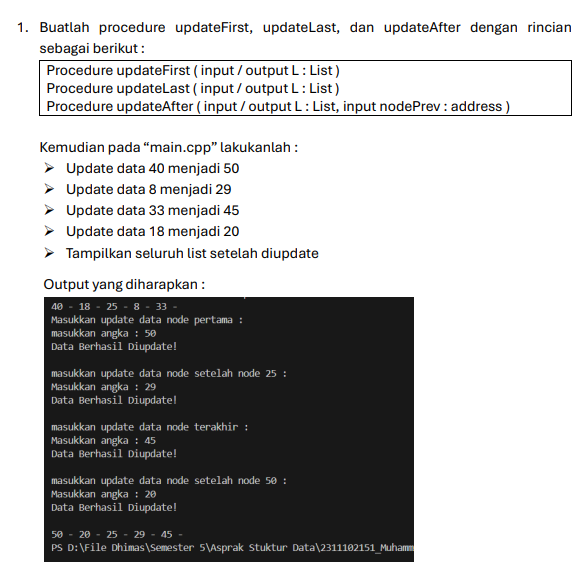 1. Buatlah procedure updateFirst, updateLast, dan updateAfter dengan rincian
sebagai berikut :
Procedure updateFirst ( input / output L : List )
Procedure updateLast ( input / output L : List )
Procedure updateAfter ( input / output L : List, input nodePrev : address )
Kemudian pada “main.cpp” lakukanlah :
➢ Update data 40 menjadi 50
➢ Update data 8 menjadi 29
➢ Update data 33 menjadi 45
➢ Update data 18 menjadi 20
➢ Tampilkan seluruh list setelah diupdate
Output yang diharapkan :
40 - 18 - 25 - 8 - 33 -
Masukkan update data node pertama :
masukkan angka : 50
Data Berhasil Diupdate!
masukkan update data node setelah node 25 :
Masukkan angka : 29
Data Berhasil Diupdate!
masukkan update data node terakhir :
Masukkan angka : 45
Data Berhasil Diupdate!
masukkan update data node setelah node 50 :
Masukkan angka : 20
Data Berhasil Diupdate!
50 - 20 - 25 - 29 - 45 -
PS D:\File Dhimas\Semester 5\Asprak Stuktur Data\2311102151_Muhamm